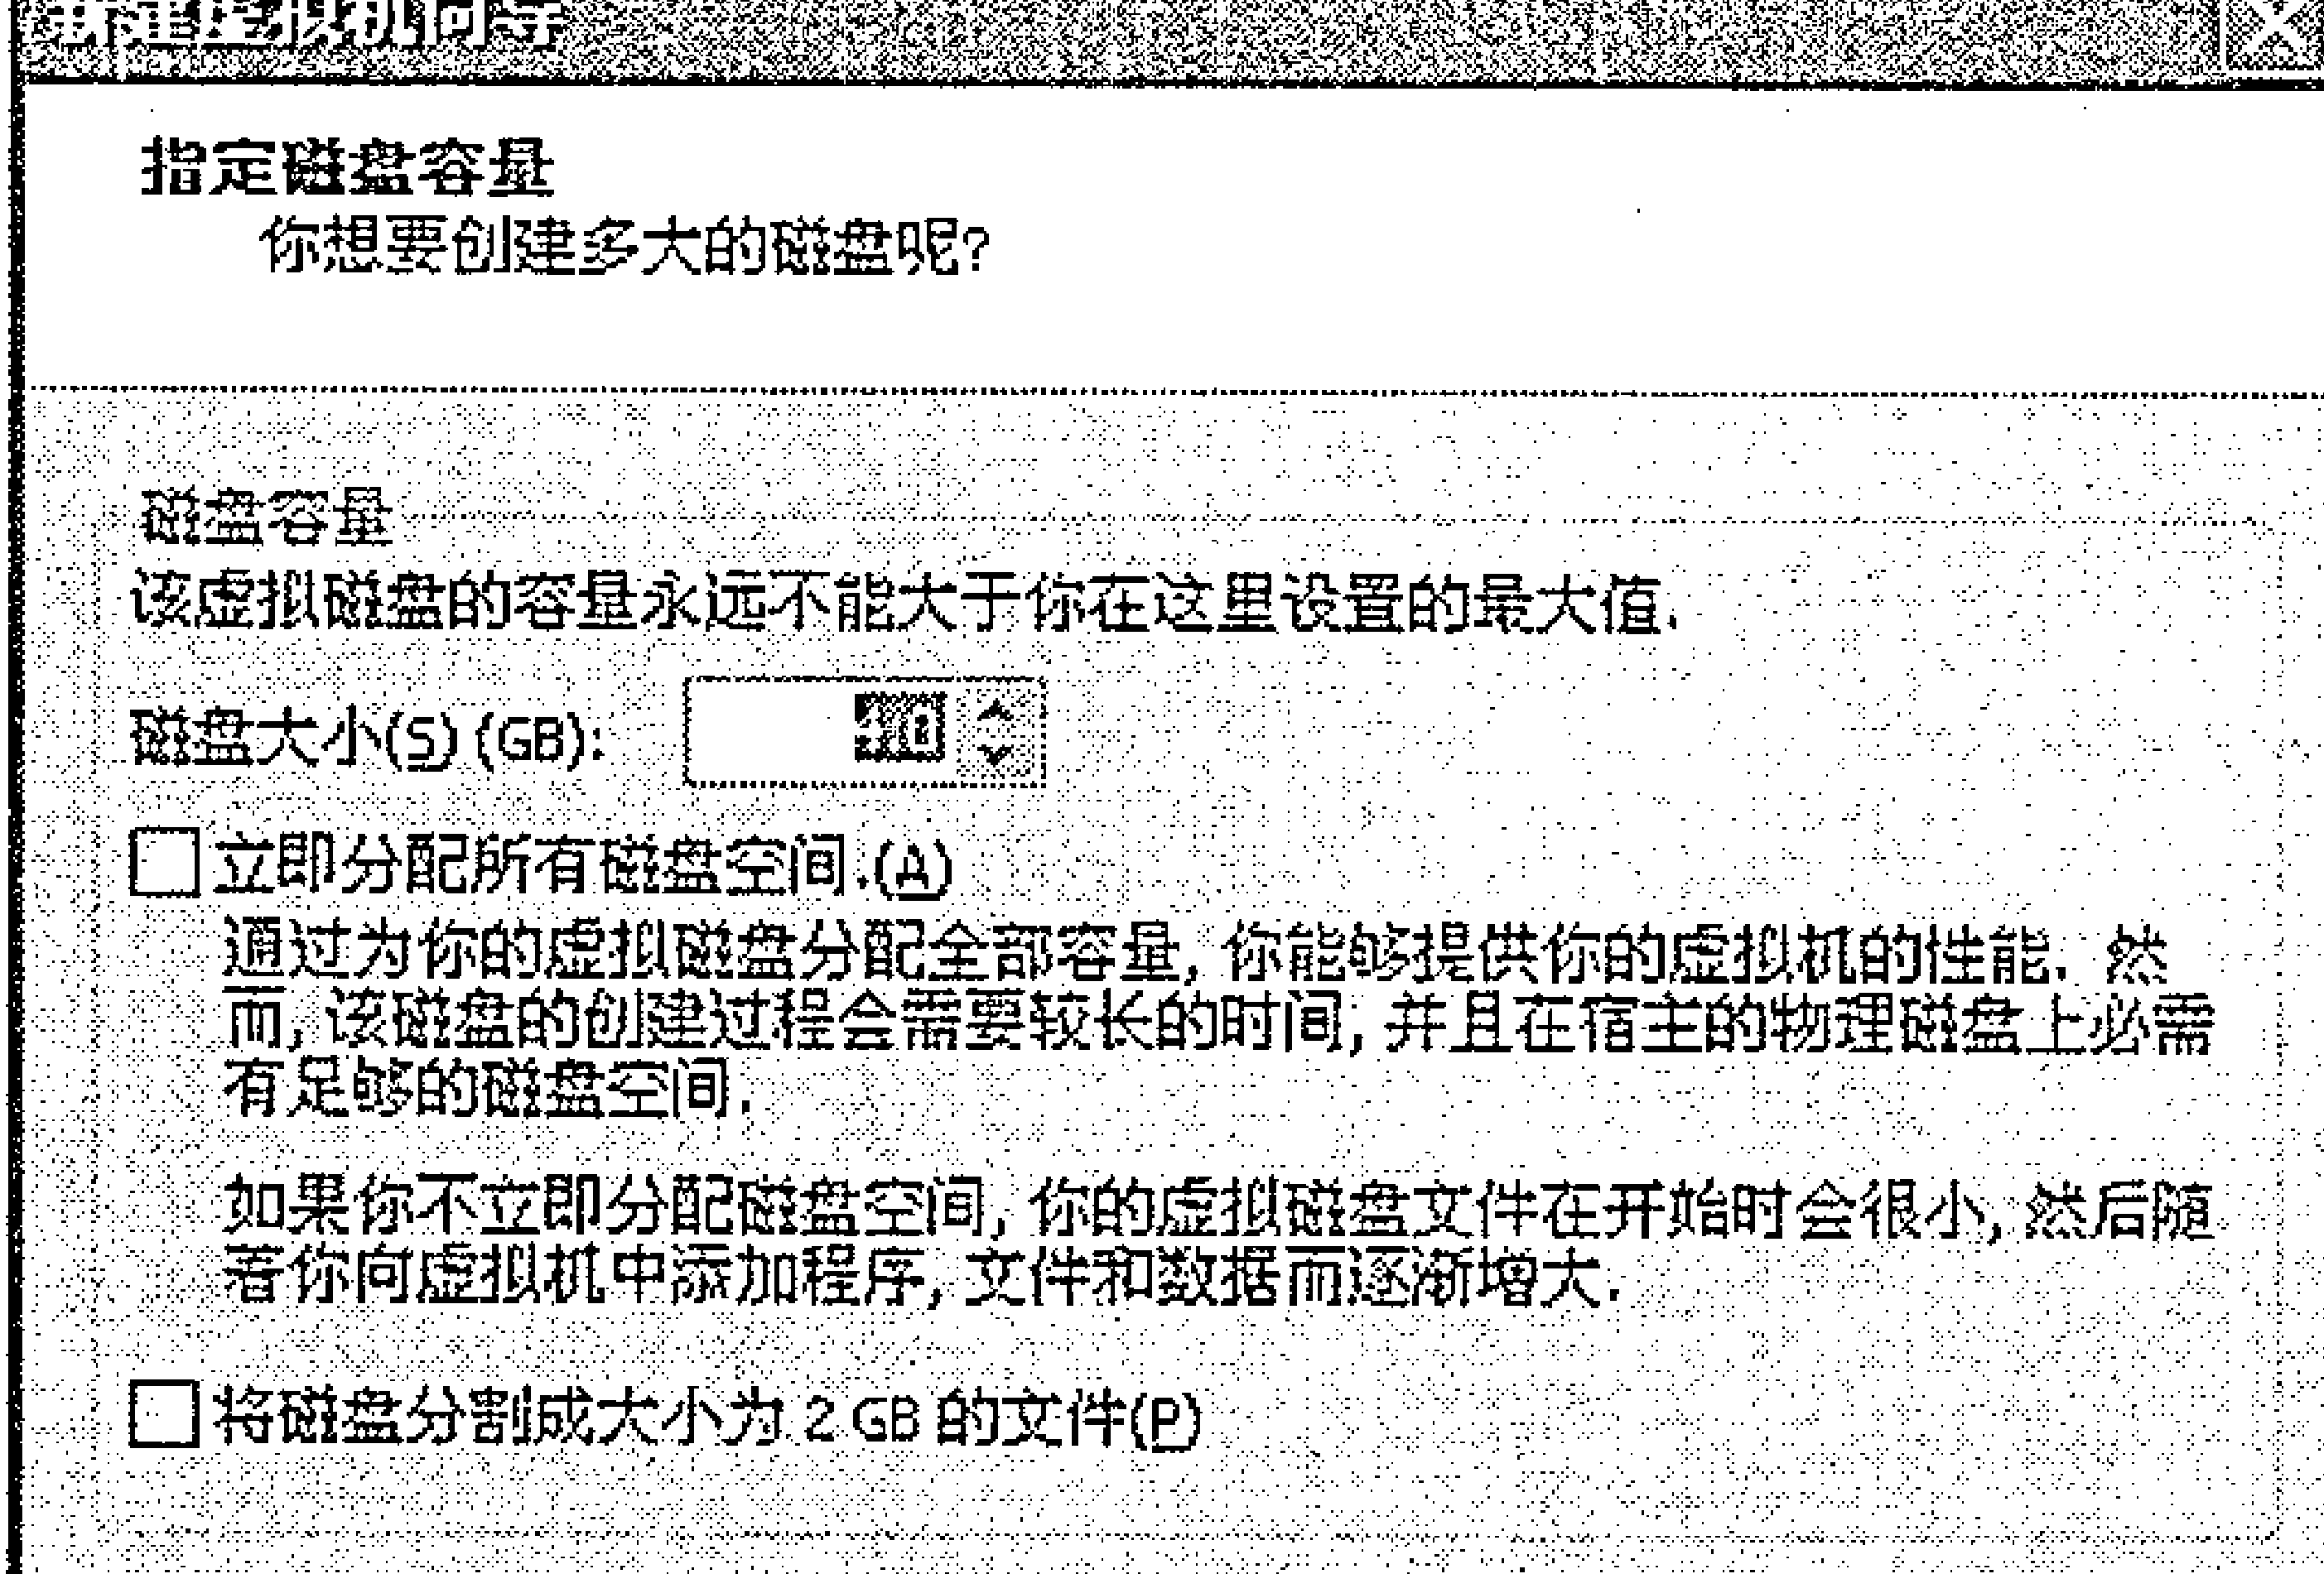 新建虚拟机向导
指定磁盘容量
你想要创建多大的磁盘呢?
磁盘容量
该虚拟磁盘的容量永远不能大于你在这里设置的最大值.
磁盘大小(S) (GB):
立即分配所有磁盘空间.(A)
通过为你的虚拟磁盘分配全部容量, 你能够提供你的虚拟机的性能. 然
而, 该磁盘的创建过程会需要较长的时间, 并且在宿主的物理磁盘上必需
有足够的磁盘空间.
如果你不立即分配磁盘空间, 你的虚拟磁盘文件在开始时会很小, 然后随
着你向虚拟机中添加程序, 文件和数据而逐渐增大.
将磁盘分割成大小为 2 GB 的文件(P)